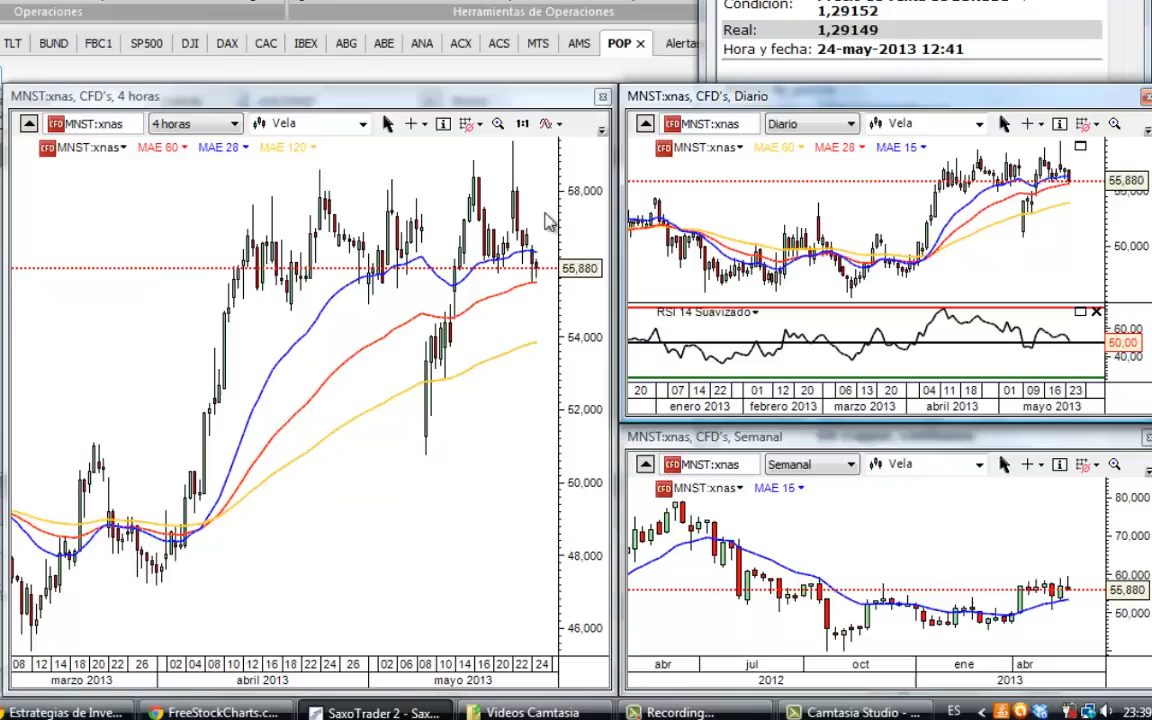 Operaciones
Herramientas de Operaciones
Condición:
1,29152
Real: 1,29149
Hora y fecha: 24-may-2013 12:41
TLT BUND FBC1 SP500 DJI DAX CAC IBEX ABG ABE ANA ACX ACS MTS AMS POP Alertas
MNST:xnas, CFD's, 4 horas
CFD MNST:xnas 4 horas Vela 1:1
CFD MNST:xnas MAE 60 MAE 28 MAE 120
58,000
55,880
54,000
52,000
50,000
48,000
46,000
08 12 14 18 20 22 26 02 04 08 10 12 16 18 22 24 26 02 06 08 10 14 16 20 22 24
marzo 2013 abril 2013 mayo 2013
MNST:xnas, CFD's, Diario
CFD MNST:xnas Diario Vela
CFD MNST:xnas MAE 60 MAE 28 MAE 15
55,880
50,000
RSI 14 Suavizado
60,00
50,00
40,00
20 07 14 22 01 12 20 06 13 20 04 11 18 01 09 16 23
enero 2013 febrero 2013 marzo 2013 abril 2013 mayo 2013
MNST:xnas, CFD's, Semanal
CFD MNST:xnas Semanal Vela
CFD MNST:xnas MAE 15
80,000
70,000
60,000
55,880
50,000
abr jul oct ene abr
2012 2013
Estrategias de Inve... FreeStockCharts.c... SaxoTrader 2 - Sax... Videos Camtasia Recording... Camtasia Studio - ... ES 23:39